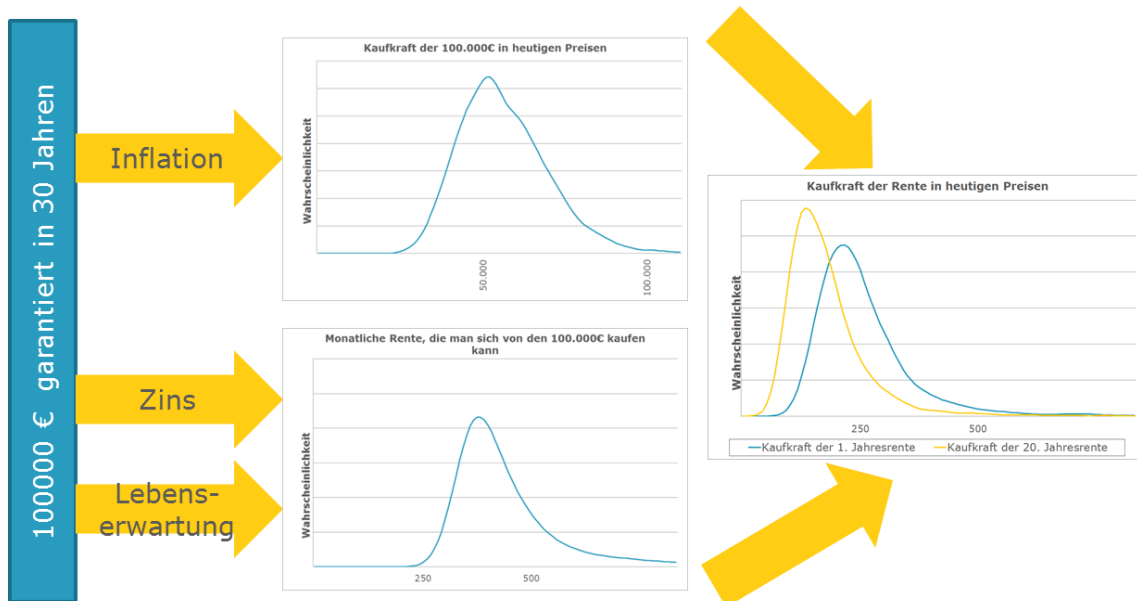 100000 € garantiert in 30 Jahren
Inflation
Zins
Lebens-
erwartung
Kaufkraft der 100.000€ in heutigen Preisen
Wahrscheinlichkeit
50.000
100.000
Monatliche Rente, die man sich von den 100.000€ kaufen
kann
Wahrscheinlichkeit
250
500
Kaufkraft der Rente in heutigen Preisen
Wahrscheinlichkeit
250
500
Kaufkraft der 1. Jahresrente
Kaufkraft der 20. Jahresrente